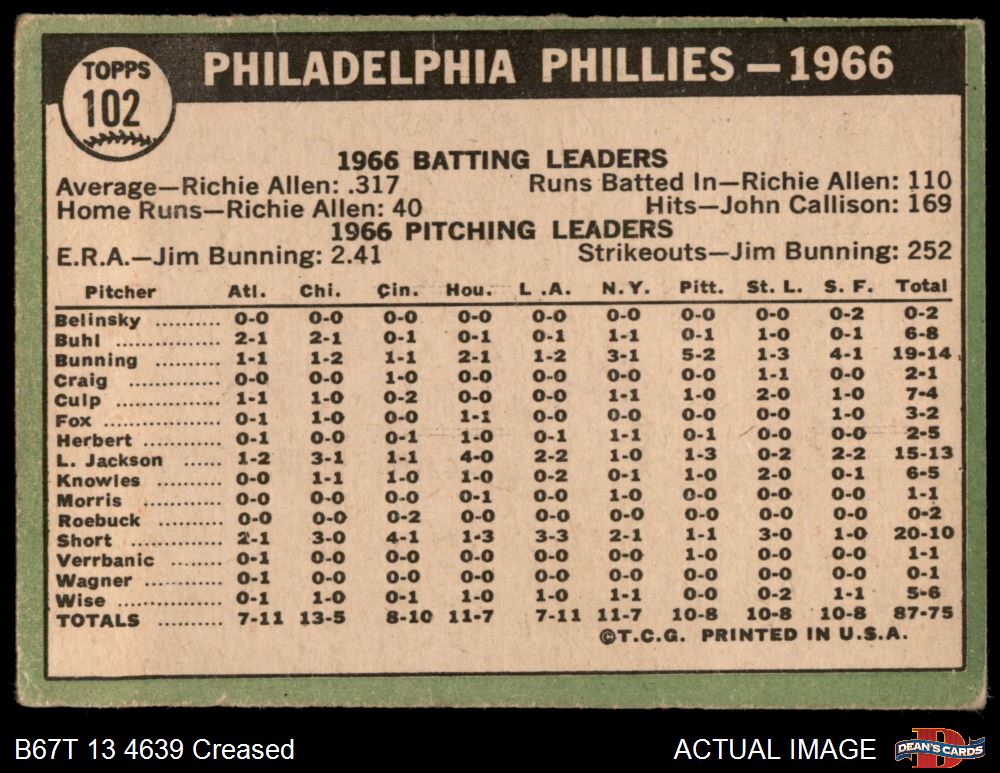 TOPPS
102
PHILADELPHIA PHILLIES — 1966
1966 BATTING LEADERS
Average—Richie Allen: .317 Runs Batted In—Richie Allen: 110
Home Runs—Richie Allen: 40 Hits—John Callison: 169
1966 PITCHING LEADERS
E.R.A.—Jim Bunning: 2.41 Strikeouts—Jim Bunning: 252
Pitcher Atl. Chi. Cin. Hou. L.A. N.Y. Pitt. St. L. S. F. Total
Belinsky .......... 0-0 0-0 0-0 0-0 0-0 0-0 0-0 0-0 0-2 0-2
Buhl ............... 2-1 2-1 0-1 0-1 0-1 1-1 0-1 1-0 0-1 6-8
Bunning .......... 1-1 1-2 1-1 2-1 1-2 3-1 5-2 1-3 4-1 19-14
Craig .............. 0-0 0-0 1-0 0-0 0-0 0-0 0-0 1-1 0-0 2-1
Culp ............... 1-1 1-0 0-2 0-0 0-0 1-1 1-0 2-0 1-0 7-4
Fox ................. 0-1 1-0 0-0 1-1 0-0 0-0 0-0 0-0 1-0 3-2
Herbert ........... 0-1 0-0 0-1 1-0 0-1 1-1 0-1 0-0 0-0 2-5
L. Jackson ...... 1-2 3-1 1-1 4-0 2-2 1-0 1-3 0-2 2-2 15-13
Knowles .......... 0-0 1-1 1-0 1-0 0-2 0-1 1-0 2-0 0-1 6-5
Morris ............ 0-0 0-0 0-0 0-1 0-0 1-0 0-0 0-0 0-0 1-1
Roebuck .......... 0-0 0-0 0-2 0-0 0-0 0-0 0-0 0-0 0-0 0-2
Short .............. 2-1 3-0 4-1 1-3 3-3 2-1 1-1 3-0 1-0 20-10
Verrbanic ........ 0-1 0-0 0-0 0-0 0-0 0-0 1-0 0-0 0-0 1-1
Wagner ........... 0-1 0-0 0-0 0-0 0-0 0-0 0-0 0-0 0-0 0-1
Wise ............... 0-1 1-0 0-1 1-0 1-0 1-1 0-0 0-2 1-1 5-6
TOTALS .......... 7-11 13-5 8-10 11-7 7-11 11-7 10-8 10-8 10-8 87-75
©T.C.G. PRINTED IN U.S.A.
B67T 13 4639 Creased ACTUAL IMAGE
D
DEAN'S CARDS